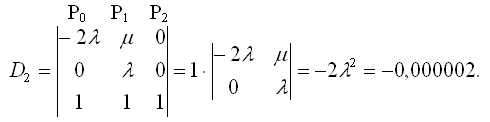 P₀ P₁ P₂
D₂ = |−2λ μ 0; 0 λ 0; 1 1 1| = 1· |−2λ μ; 0 λ| = −2λ² = −0,000002.